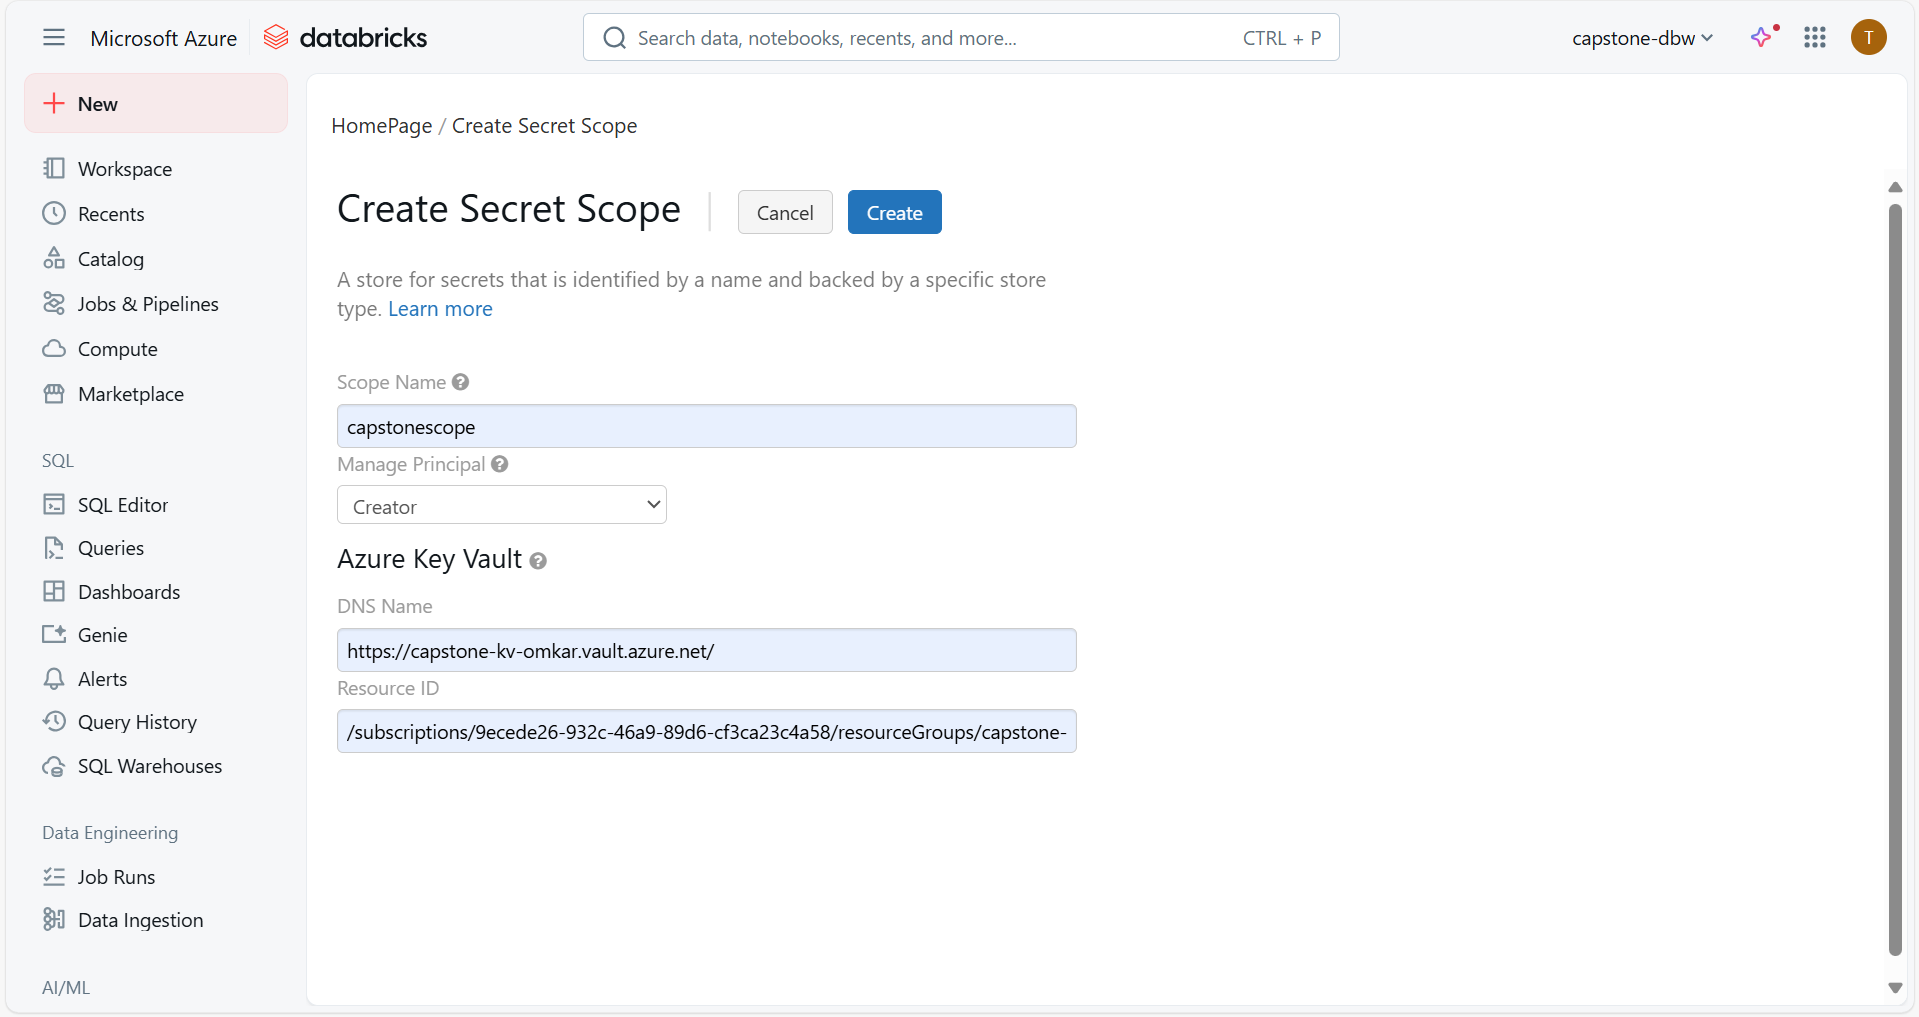 Microsoft Azure
databricks
Search data, notebooks, recents, and more...
CTRL + P
capstone-dbw
T
New
Workspace
Recents
Catalog
Jobs & Pipelines
Compute
Marketplace
SQL
SQL Editor
Queries
Dashboards
Genie
Alerts
Query History
SQL Warehouses
Data Engineering
Job Runs
Data Ingestion
AI/ML
HomePage / Create Secret Scope
Create Secret Scope
Cancel
Create
A store for secrets that is identified by a name and backed by a specific store
type. Learn more
Scope Name ?
capstonescope
Manage Principal ?
Creator
Azure Key Vault ?
DNS Name
https://capstone-kv-omkar.vault.azure.net/
Resource ID
/subscriptions/9ecede26-932c-46a9-89d6-cf3ca23c4a58/resourceGroups/capstone-